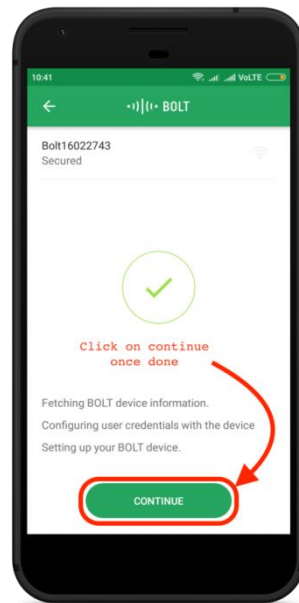 10:41
VoLTE
BOLT
Bolt16022743
Secured
Click on continue
once done
Fetching BOLT device information.
Configuring user credentials with the device
Setting up your BOLT device.
CONTINUE